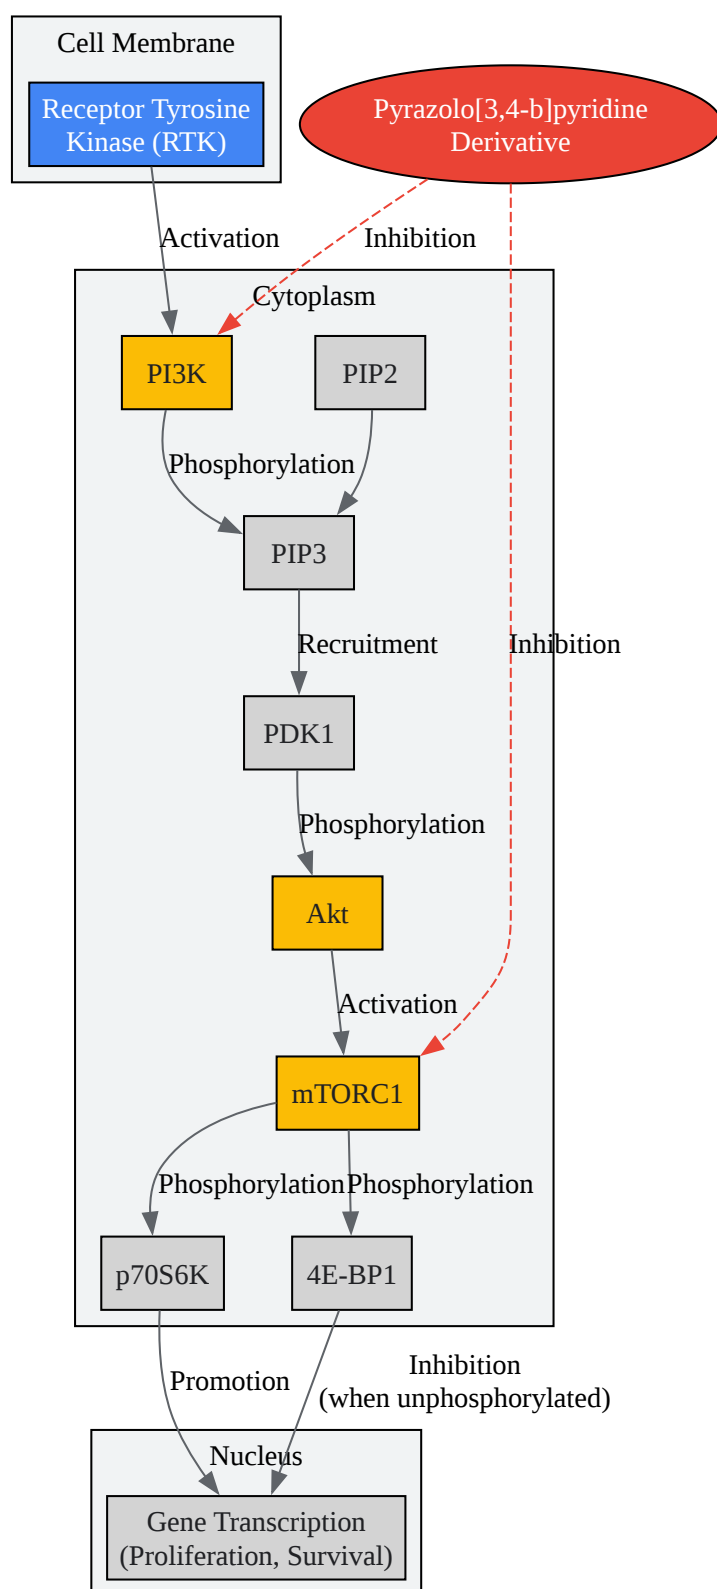 Cell Membrane
Receptor Tyrosine
Kinase (RTK)
Pyrazolo[3,4-b]pyridine
Derivative
Activation
Inhibition
Cytoplasm
PI3K
PIP2
Phosphorylation
PIP3
Recruitment
Inhibition
PDK1
Phosphorylation
Akt
Activation
mTORC1
Phosphorylation
Phosphorylation
p70S6K
4E-BP1
Promotion
Inhibition
(when unphosphorylated)
Nucleus
Gene Transcription
(Proliferation, Survival)